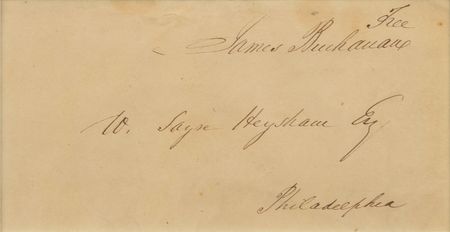 Free
James Buchanan
W. Sayre Heysham Esq.
Philadelphia